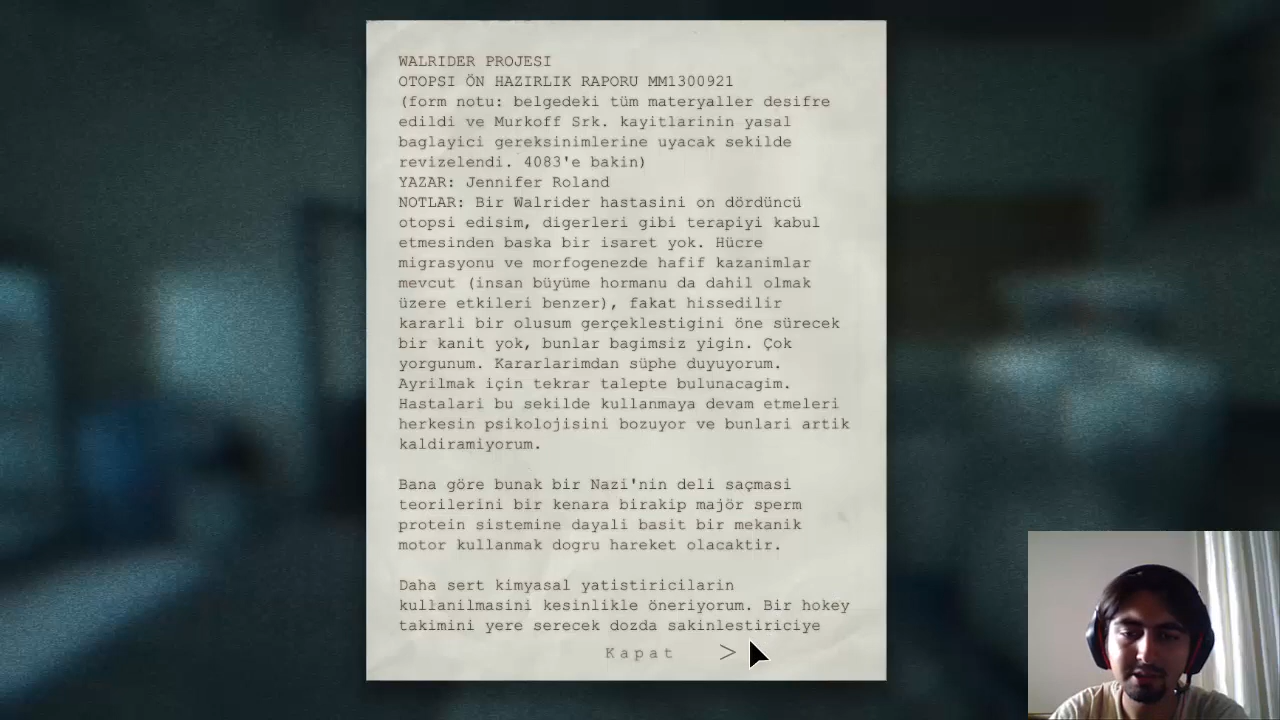 WALRIDER PROJESI
OTOPSI ÖN HAZIRLIK RAPORU MM1300921
(form notu: belgedeki tüm materyaller desifre
edildi ve Murkoff Srk. kayitlarinin yasal
baglayici gereksinimlerine uyacak sekilde
revizelendi. 4083'e bakin)
YAZAR: Jennifer Roland
NOTLAR: Bir Walrider hastasini on dördüncü
otopsi edisim, digerleri gibi terapiyi kabul
etmesinden baska bir isaret yok. Hücre
migrasyonu ve morfogenezde hafif kazanimlar
mevcut (insan büyüme hormanu da dahil olmak
üzere etkileri benzer), fakat hissedilir
kararli bir olusum gerçeklestigini öne sürecek
bir kanit yok, bunlar bagimsiz yigin. Çok
yorgunum. Kararlarimdan süphe duyuyorum.
Ayrilmak için tekrar talepte bulunacagim.
Hastalari bu sekilde kullanmaya devam etmeleri
herkesin psikolojisini bozuyor ve bunlari artik
kaldiramiyorum.
Bana göre bunak bir Nazi'nin deli saçmasi
teorilerini bir kenara birakip majör sperm
protein sistemine dayali basit bir mekanik
motor kullanmak dogru hareket olacaktir.
Daha sert kimyasal yatistiricilarin
kullanilmasini kesinlikle öneriyorum. Bir hokey
takimini yere serecek dozda sakinlestiriciye
Kapat >